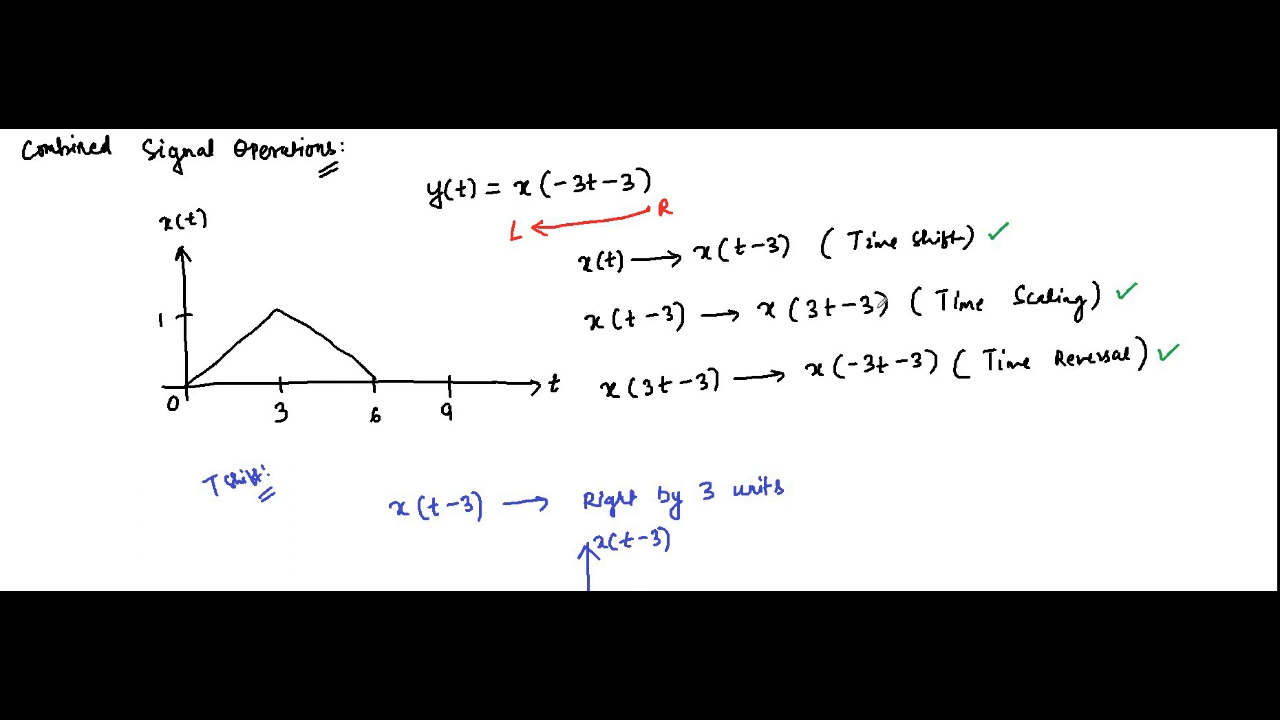 Combined Signal Operations:
y(t) = x(-3t-3)
L R
x(t)
x(t) → x(t-3) (Time Shift) ✓
x(t-3) → x(3t-3) (Time Scaling) ✓
1
x(3t-3) → x(-3t-3) (Time Reversal) ✓
t
0 3 6 9
T Shift:
x(t-3) → Right by 3 units
x(t-3)